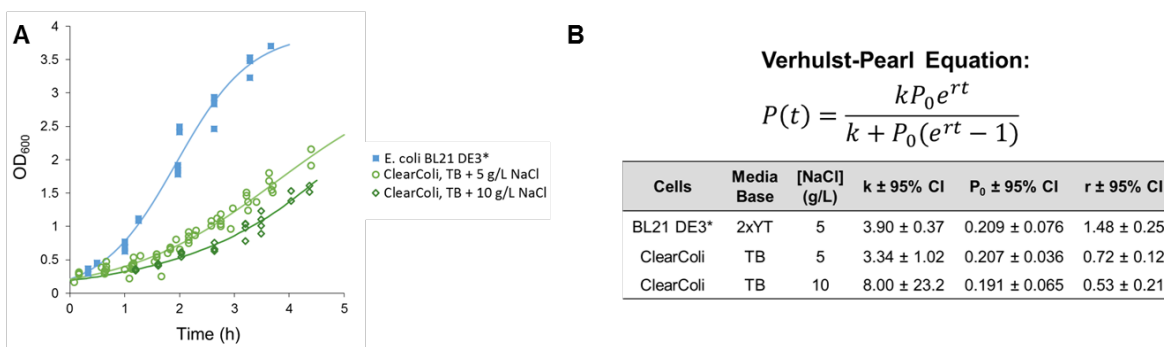 A
4
3.5
3
2.5
2
1.5
1
0.5
0
OD600
0 1 2 3 4 5
Time (h)
E. coli BL21 DE3*
ClearColi, TB + 5 g/L NaCl
ClearColi, TB + 10 g/L NaCl
B
Verhulst-Pearl Equation:
P(t) = kP₀e^{rt} / k + P₀(e^{rt} − 1)
Cells Media Base [NaCl] (g/L) k ± 95% CI P₀ ± 95% CI r ± 95% CI
BL21 DE3* 2xYT 5 3.90 ± 0.37 0.209 ± 0.076 1.48 ± 0.25
ClearColi TB 5 3.34 ± 1.02 0.207 ± 0.036 0.72 ± 0.12
ClearColi TB 10 8.00 ± 23.2 0.191 ± 0.065 0.53 ± 0.21